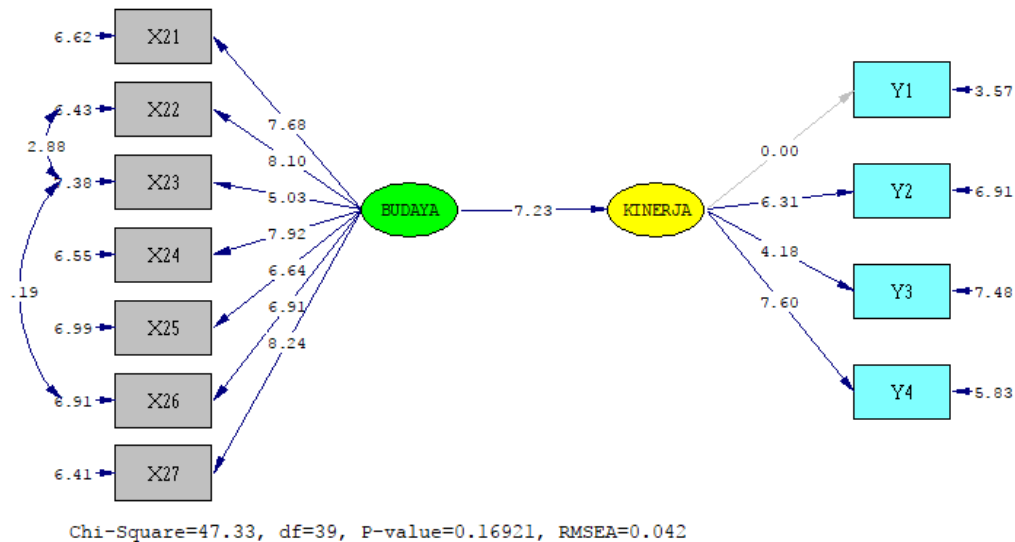 6.62
X21
X22
2.88
.38
X23
6.55
X24
.19
6.99
X25
6.91
X26
6.41
X27
7.68
8.10
5.03
7.92
6.64
6.91
8.24
BUDAYA
7.23
KINERJA
0.00
6.31
4.18
7.60
Y1
3.57
Y2
6.91
Y3
7.48
Y4
5.83
Chi-Square=47.33, df=39, P-value=0.16921, RMSEA=0.042